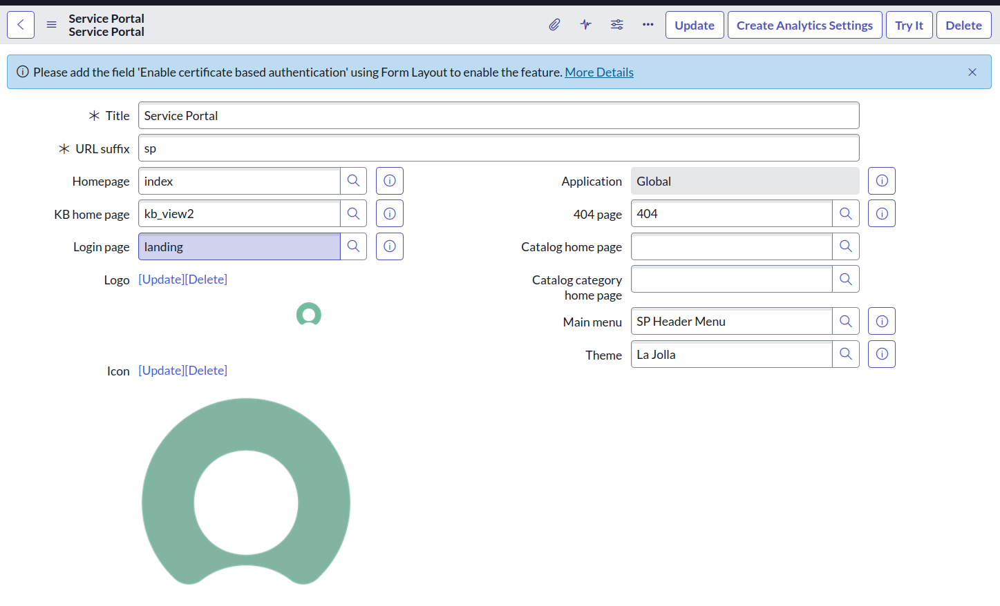 Service Portal
Service Portal
Update
Create Analytics Settings
Try It
Delete
Please add the field 'Enable certificate based authentication' using Form Layout to enable the feature. More Details
Title
Service Portal
URL suffix
sp
Homepage
index
Application
Global
KB home page
kb_view2
404 page
404
Login page
landing
Catalog home page
Logo
[Update][Delete]
Catalog category
home page
Main menu
SP Header Menu
Theme
La Jolla
Icon
[Update][Delete]